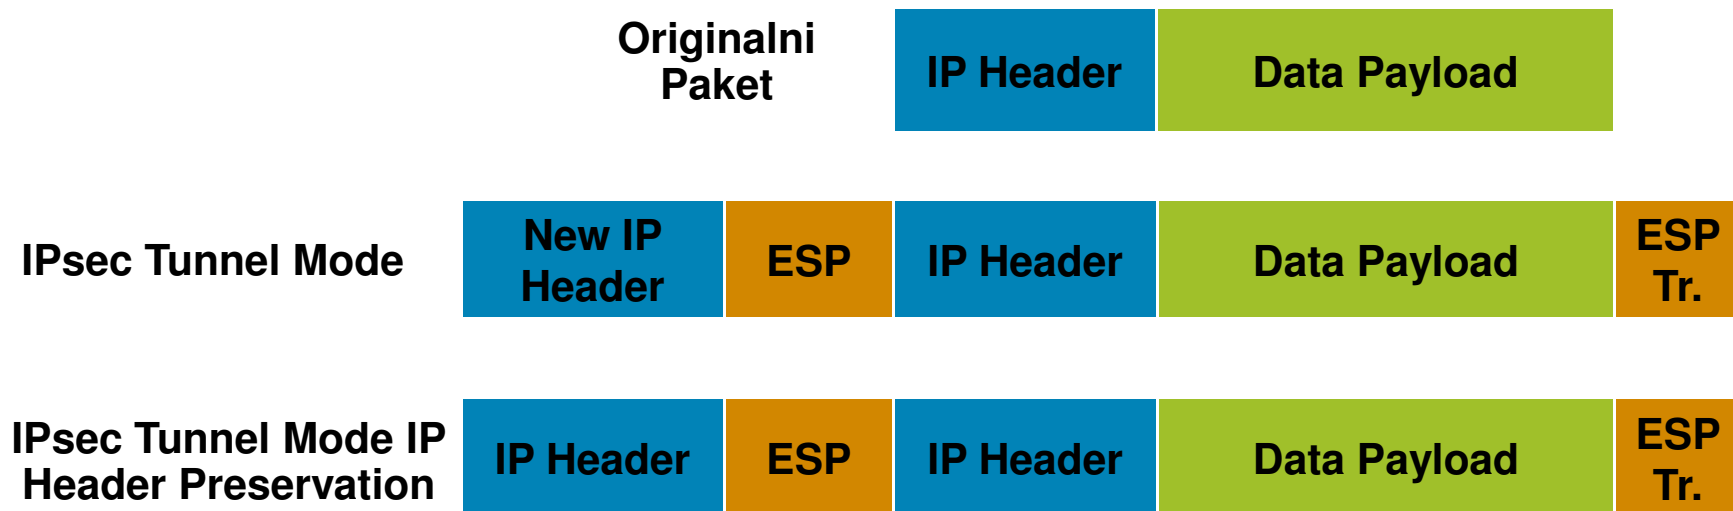 Originalni
Paket
IP Header
Data Payload
IPsec Tunnel Mode
New IP
Header
ESP
IP Header
Data Payload
ESP
Tr.
IPsec Tunnel Mode IP
Header Preservation
IP Header
ESP
IP Header
Data Payload
ESP
Tr.